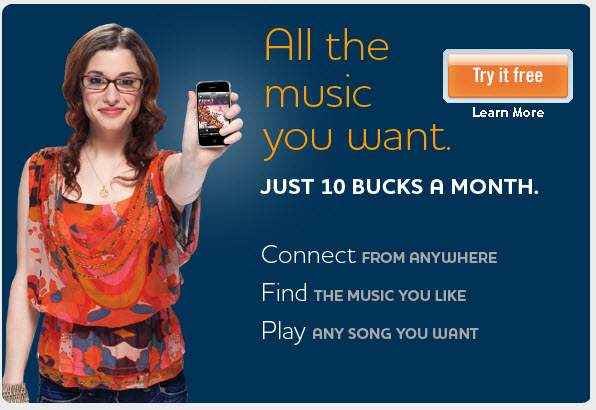 All the
music
you want.
Try it free
Learn More
JUST 10 BUCKS A MONTH.
Connect FROM ANYWHERE
Find THE MUSIC YOU LIKE
Play ANY SONG YOU WANT